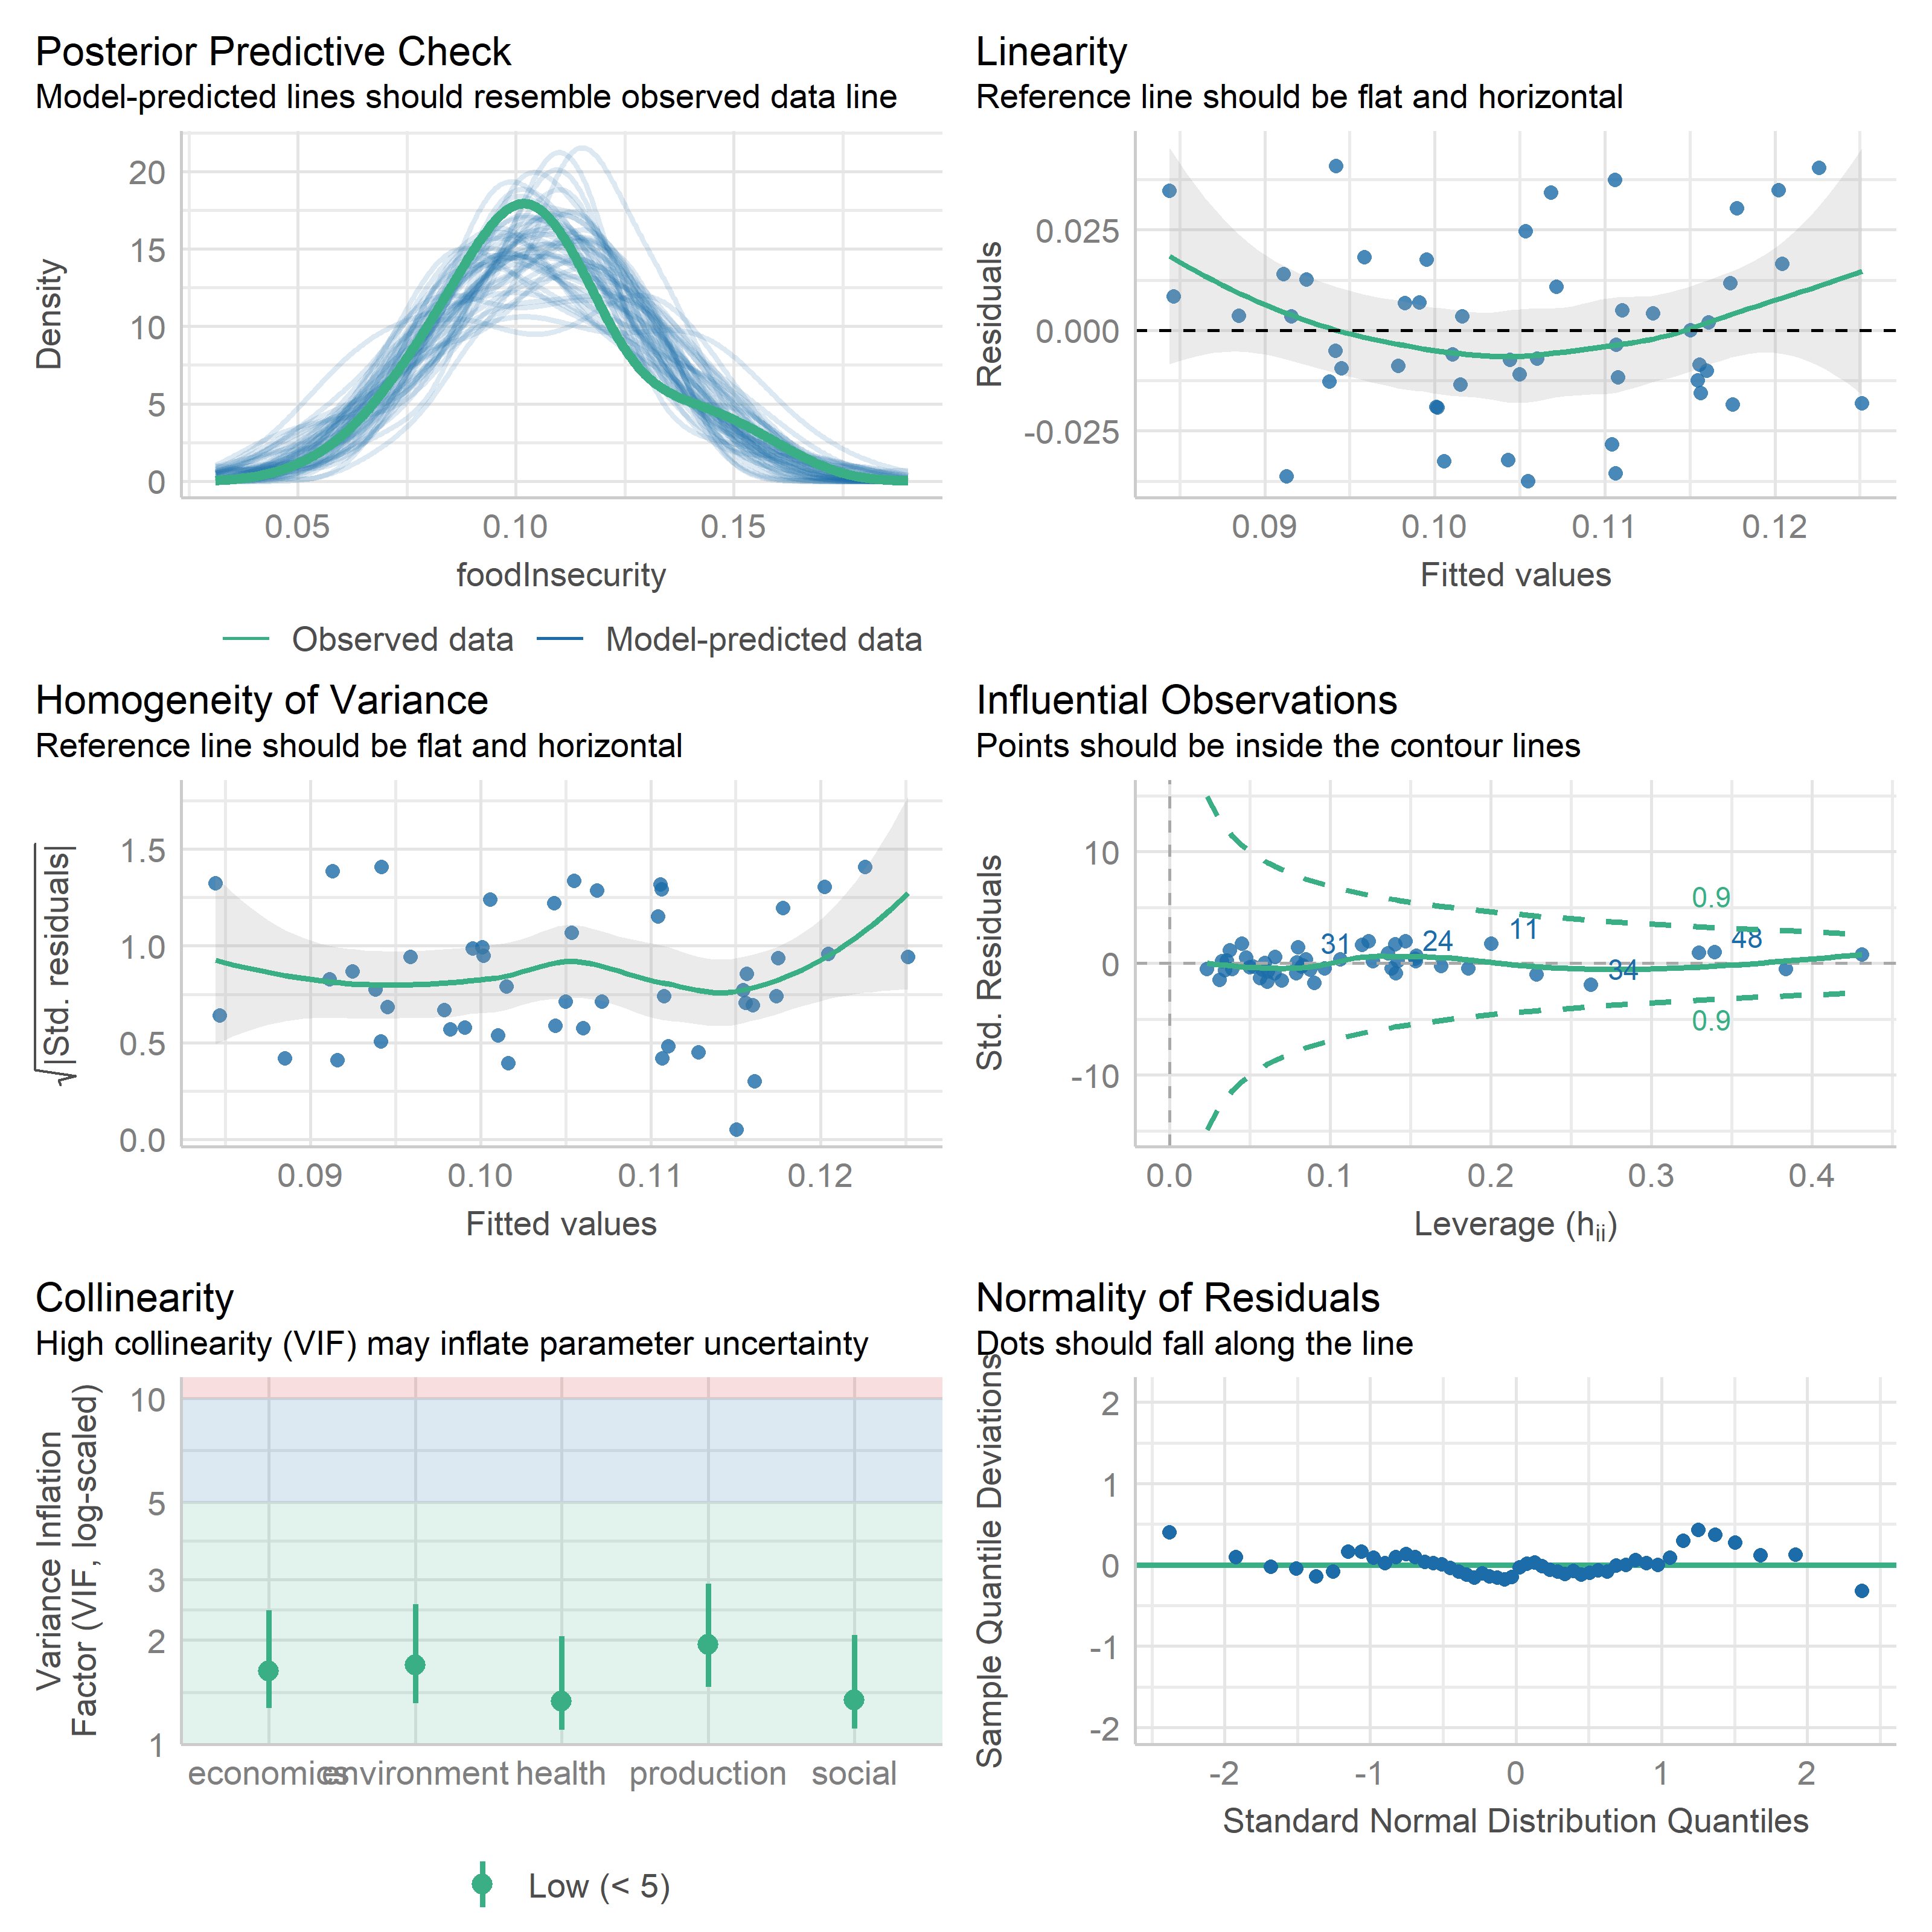 Posterior Predictive Check
Model-predicted lines should resemble observed data line
Density
20
15
10
5
0
0.05
0.10
0.15
foodInsecurity
Observed data
Model-predicted data
Linearity
Reference line should be flat and horizontal
Residuals
0.025
0.000
-0.025
0.09
0.10
0.11
0.12
Fitted values
Homogeneity of Variance
Reference line should be flat and horizontal
√|Std. residuals|
1.5
1.0
0.5
0.0
0.09
0.10
0.11
0.12
Fitted values
Influential Observations
Points should be inside the contour lines
Std. Residuals
10
0
-10
0.9
31
24
11
48
34
0.9
0.0
0.1
0.2
0.3
0.4
Leverage (hii)
Collinearity
High collinearity (VIF) may inflate parameter uncertainty
Variance Inflation
Factor (VIF, log-scaled)
10
5
3
2
1
economics
environment
health
production
social
Low (< 5)
Normality of Residuals
Dots should fall along the line
Sample Quantile Deviations
2
1
0
-1
-2
-2
-1
0
1
2
Standard Normal Distribution Quantiles